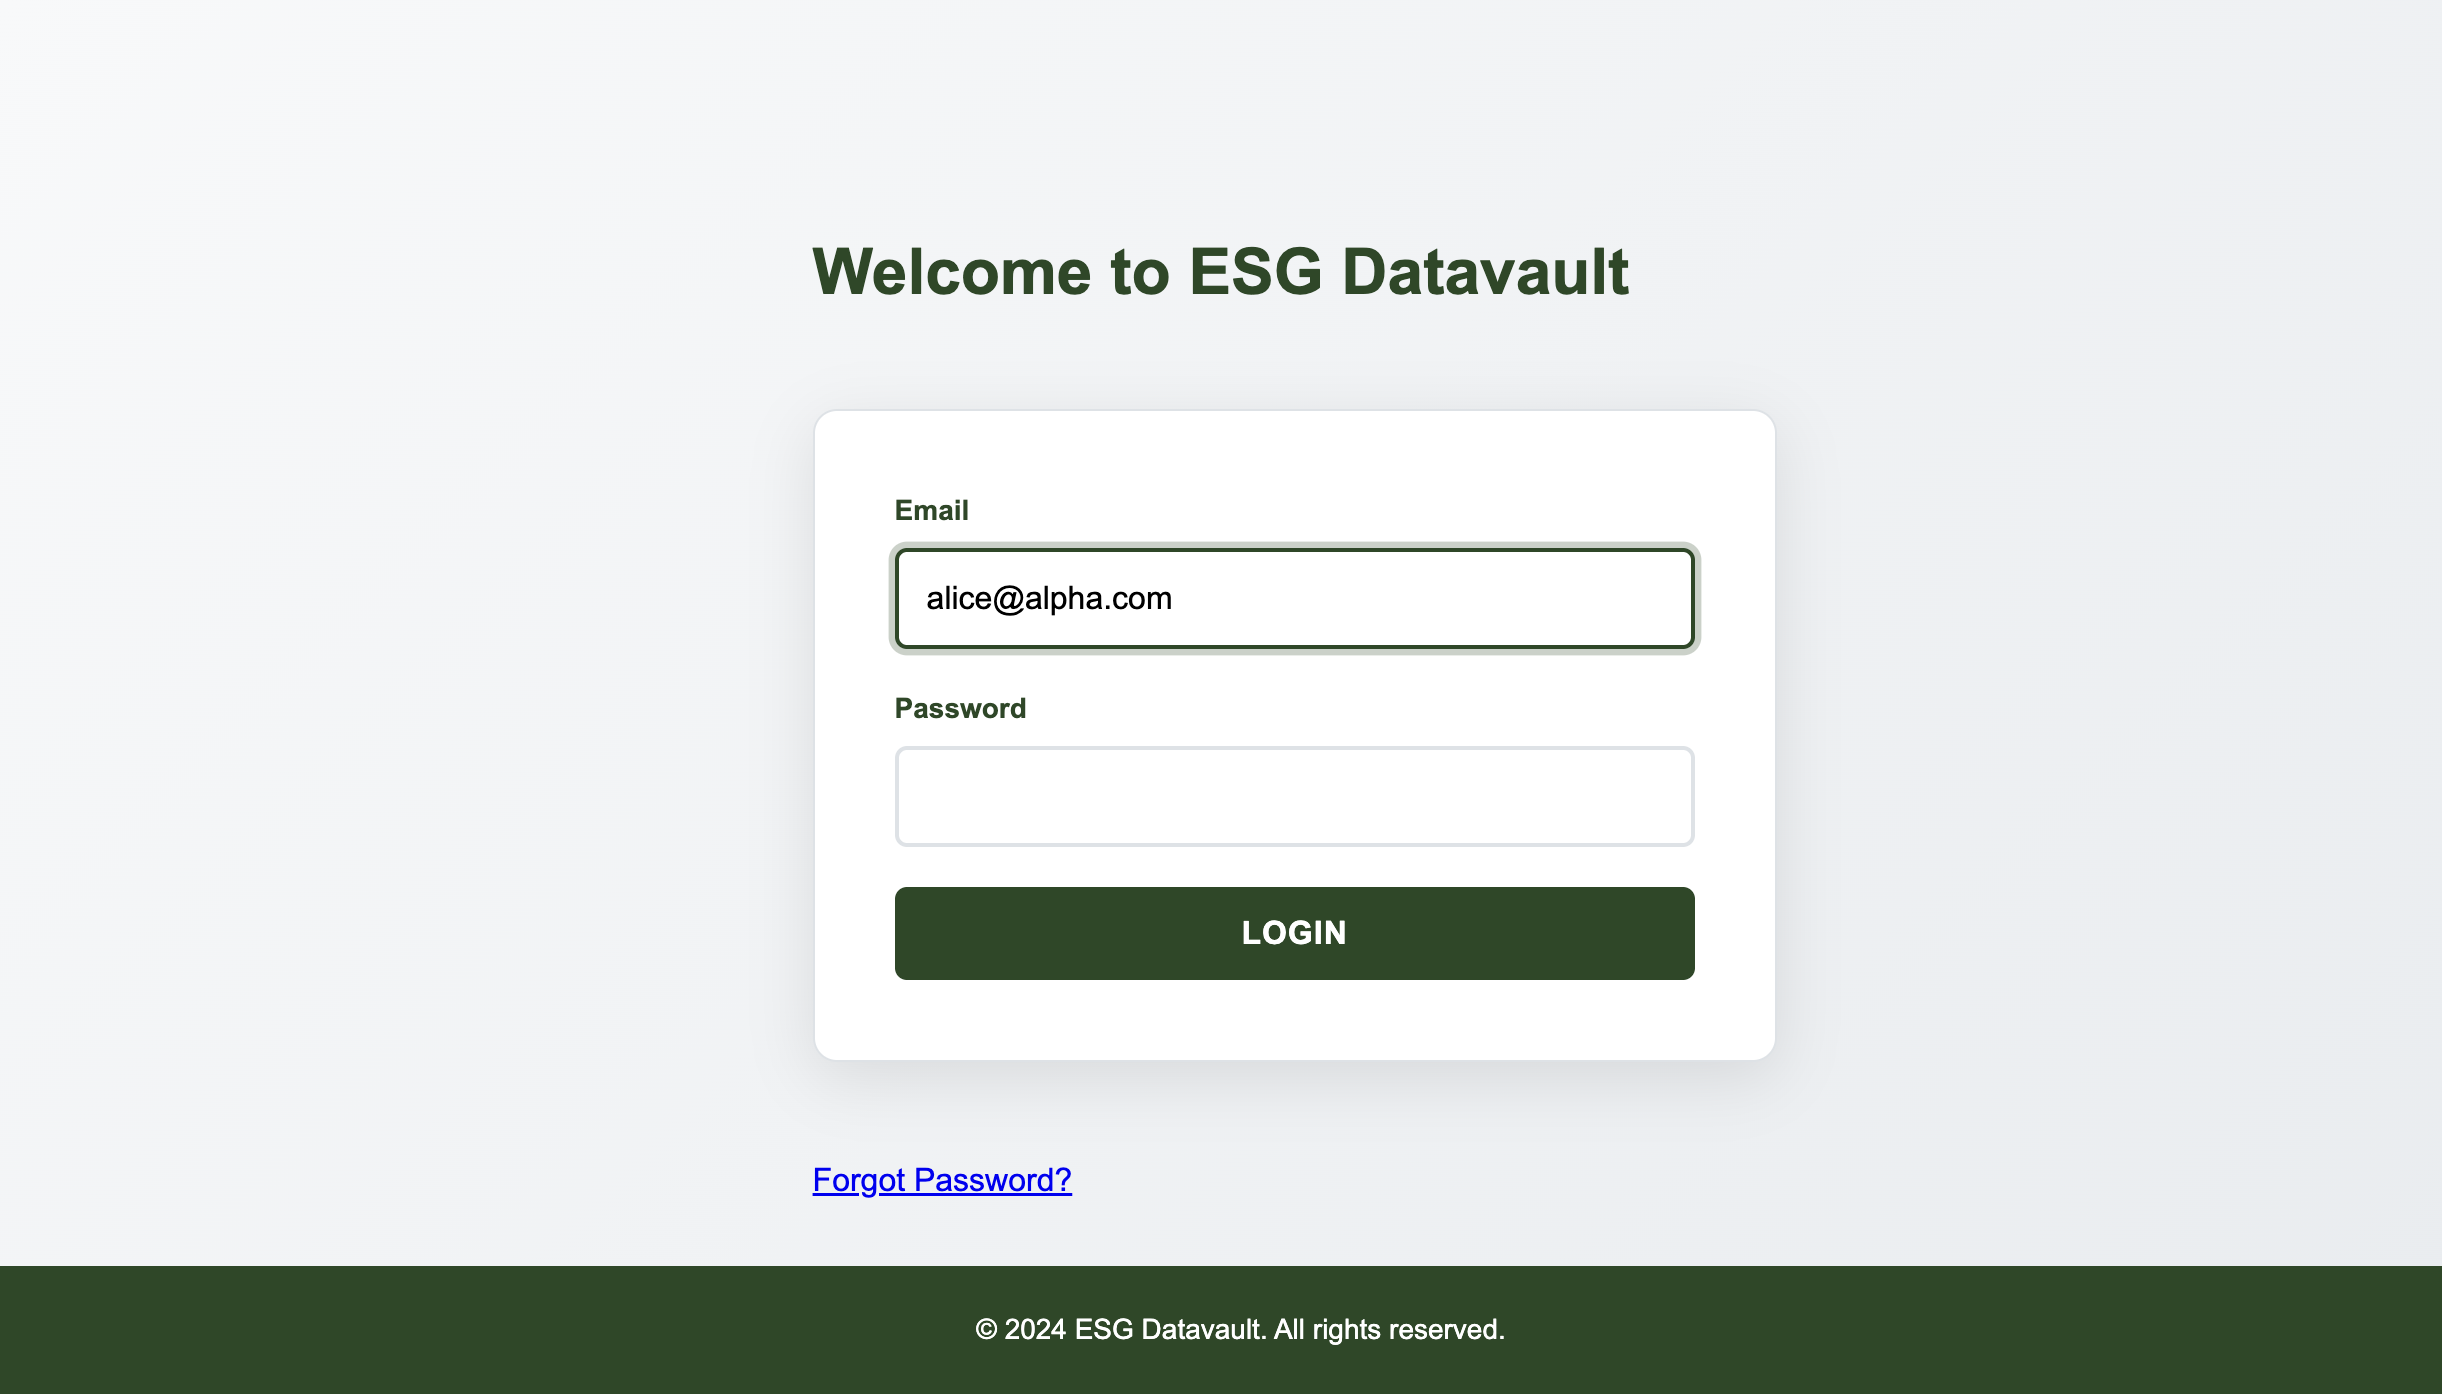 Welcome to ESG Datavault
Email
alice@alpha.com
Password
LOGIN
Forgot Password?
© 2024 ESG Datavault. All rights reserved.